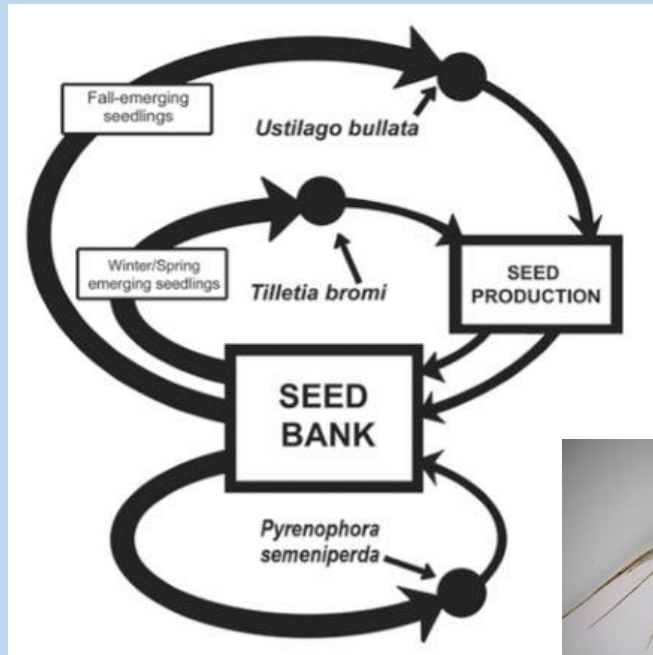 Fall-emerging
seedlings
Ustilago bullata
Winter/Spring
emerging seedlings
Tilletia bromi
SEED
PRODUCTION
SEED
BANK
Pyrenophora
semeniperda